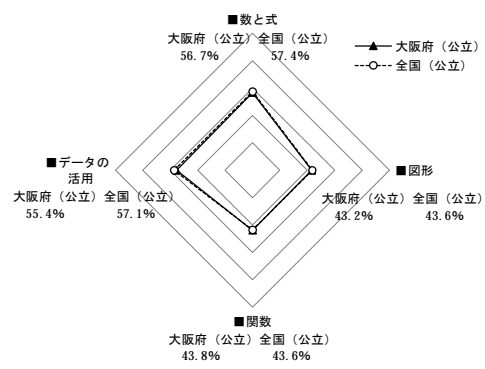 ■数と式
大阪府（公立）全国（公立）
56.7% 57.4%
大阪府（公立）
全国（公立）
■データの
活用
大阪府（公立）全国（公立）
55.4% 57.1%
■図形
大阪府（公立）全国（公立）
43.2% 43.6%
■関数
大阪府（公立）全国（公立）
43.8% 43.6%